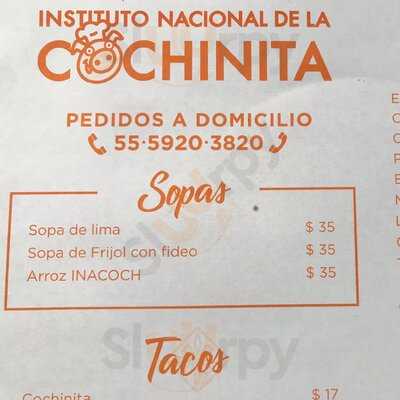 INSTITUTO NACIONAL DE LA
COCHINITA
PEDIDOS A DOMICILIO
55·5920·3820
Sopas
Sopa de lima $ 35
Sopa de Frijol con fideo $ 35
Arroz INACOCH $ 35
Tacos
Cochinita $ 17